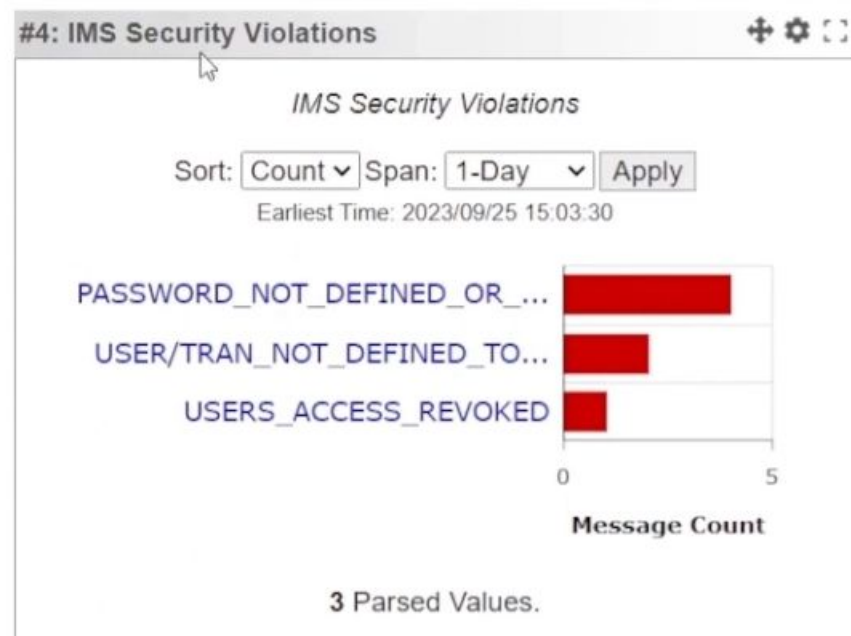 #4: IMS Security Violations
IMS Security Violations
Sort: Count Span: 1-Day Apply
Earliest Time: 2023/09/25 15:03:30
PASSWORD_NOT_DEFINED_OR_...
USER/TRAN_NOT_DEFINED_TO...
USERS_ACCESS_REVOKED
0 5
Message Count
3 Parsed Values.